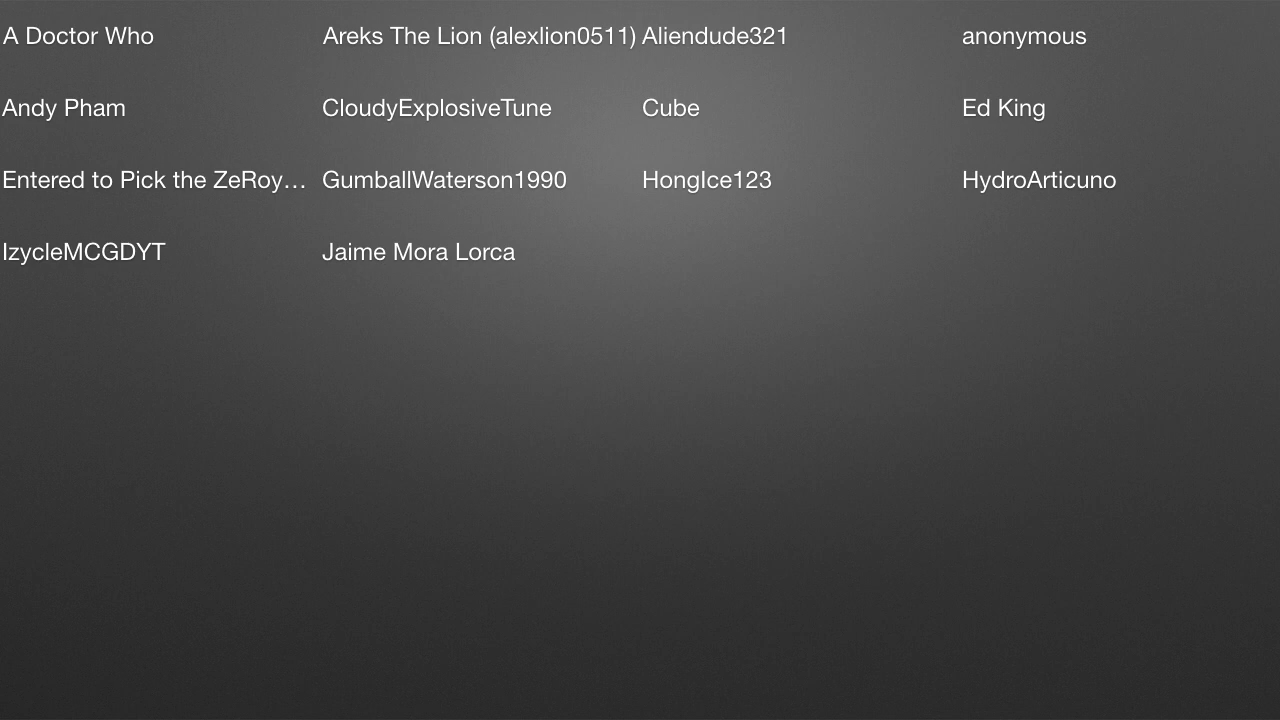 A Doctor Who Areks The Lion (alexlion0511) Aliendude321 anonymous
Andy Pham CloudyExplosiveTune Cube Ed King
Entered to Pick the ZeRoy… GumballWaterson1990 HongIce123 HydroArticuno
IzycleMCGDYT Jaime Mora Lorca